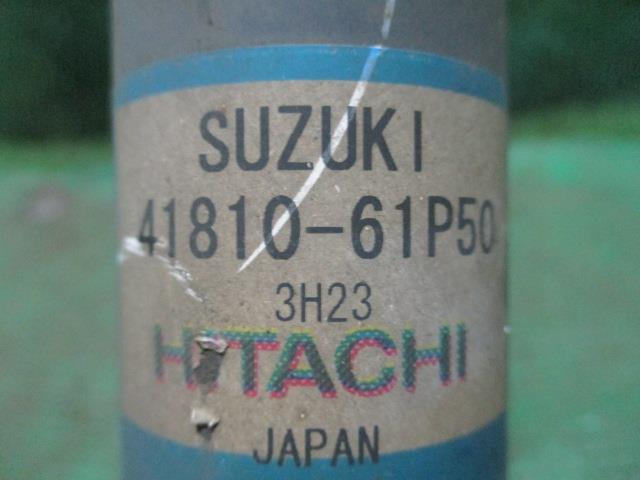 SUZUKI
41810-61P50
3H23
HITACHI
JAPAN